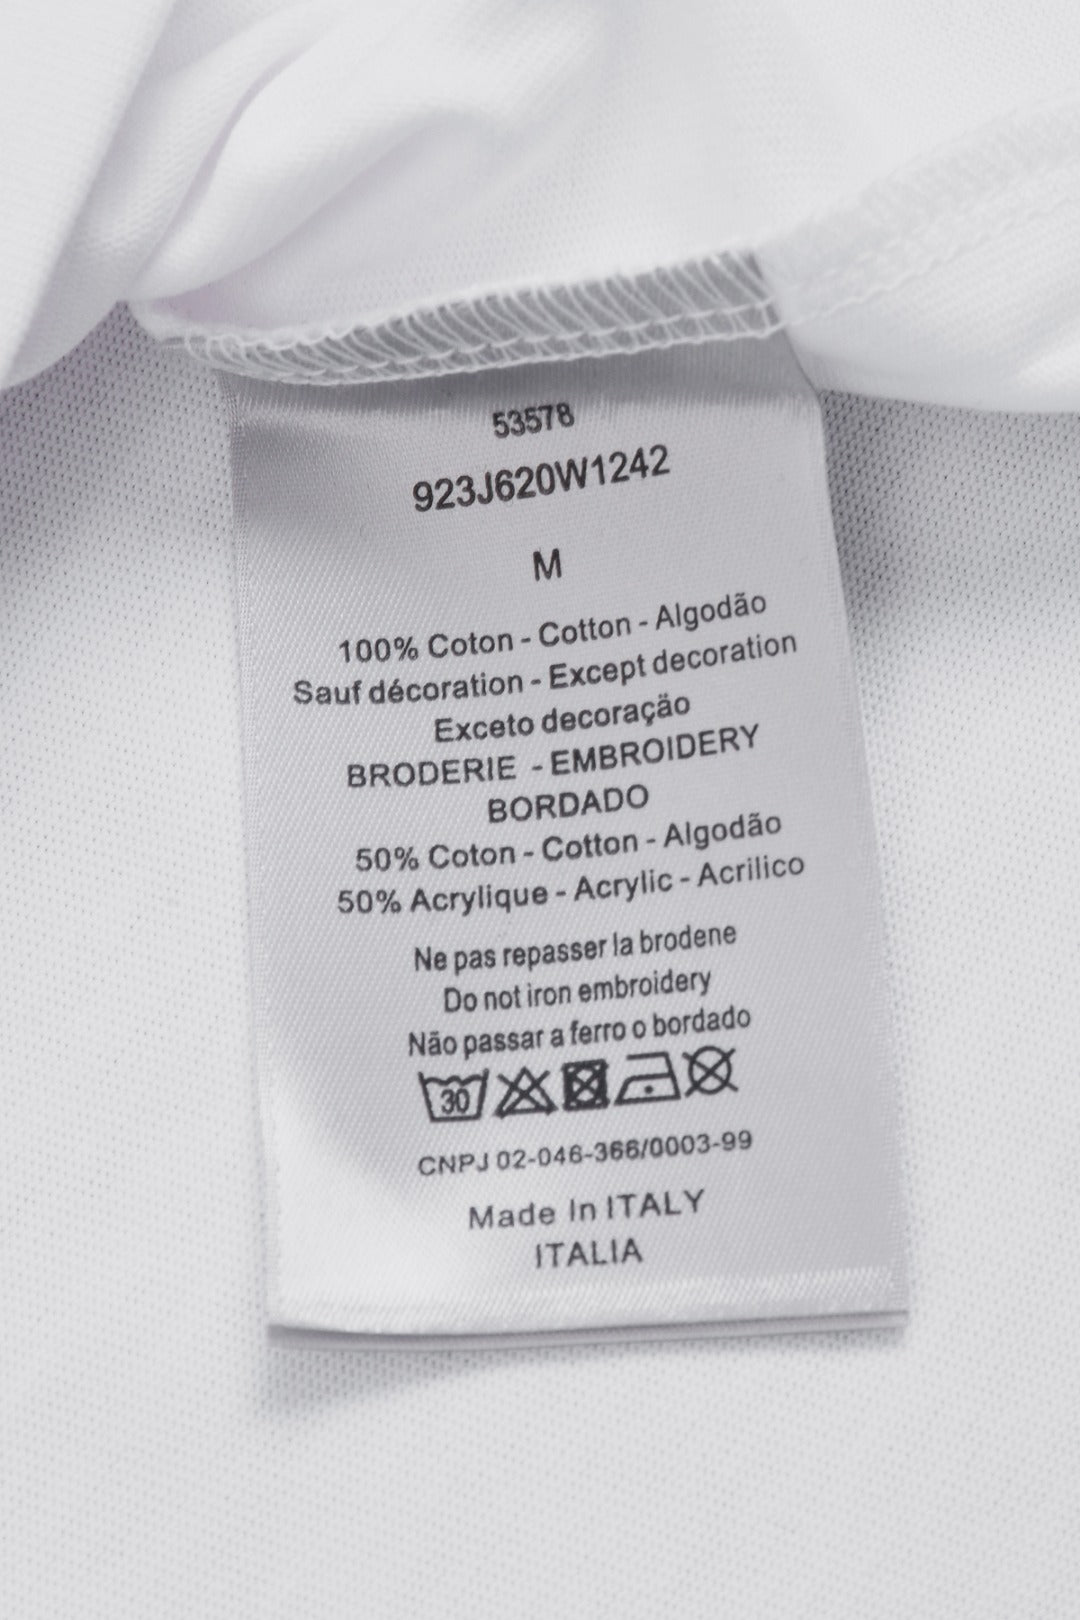 53578
923J620W1242
M
100% Coton - Cotton - Algodão
Sauf décoration - Except decoration
Exceto decoração
BRODERIE - EMBROIDERY
BORDADO
50% Coton - Cotton - Algodão
50% Acrylique - Acrylic - Acrilico
Ne pas repasser la brodene
Do not iron embroidery
Não passar a ferro o bordado
30
CNPJ 02-046-366/0003-99
Made In ITALY
ITALIA